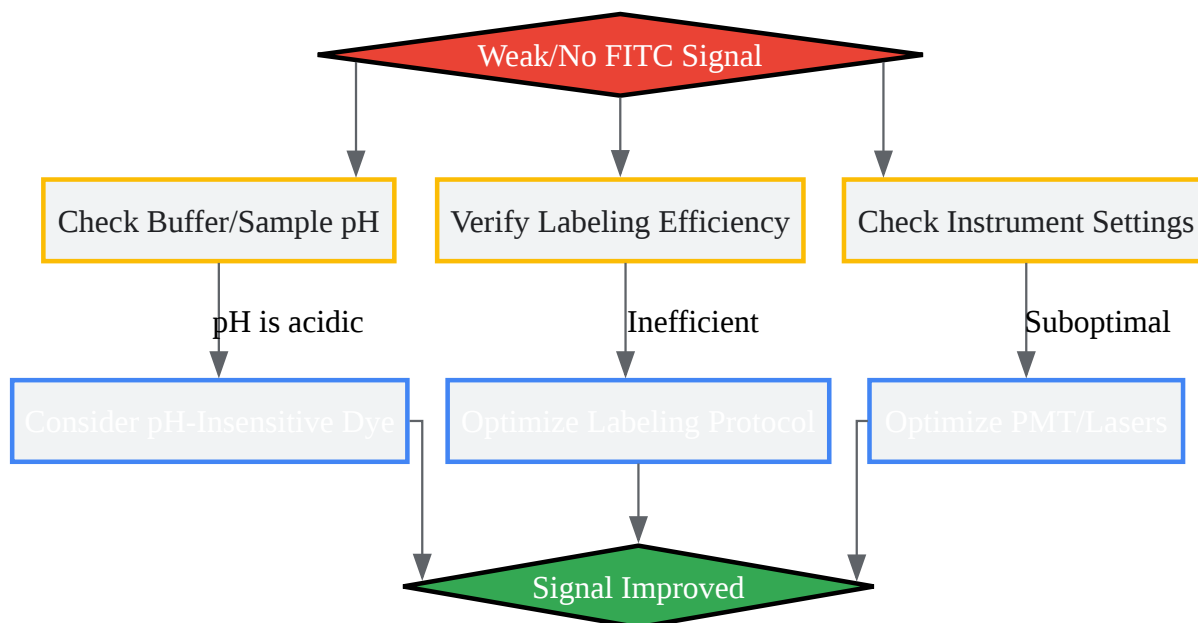 Weak/No FITC Signal
Check Buffer/Sample pH
Verify Labeling Efficiency
Check Instrument Settings
pH is acidic
Inefficient
Suboptimal
Consider pH-Insensitive Dye
Optimize Labeling Protocol
Optimize PMT/Lasers
Signal Improved